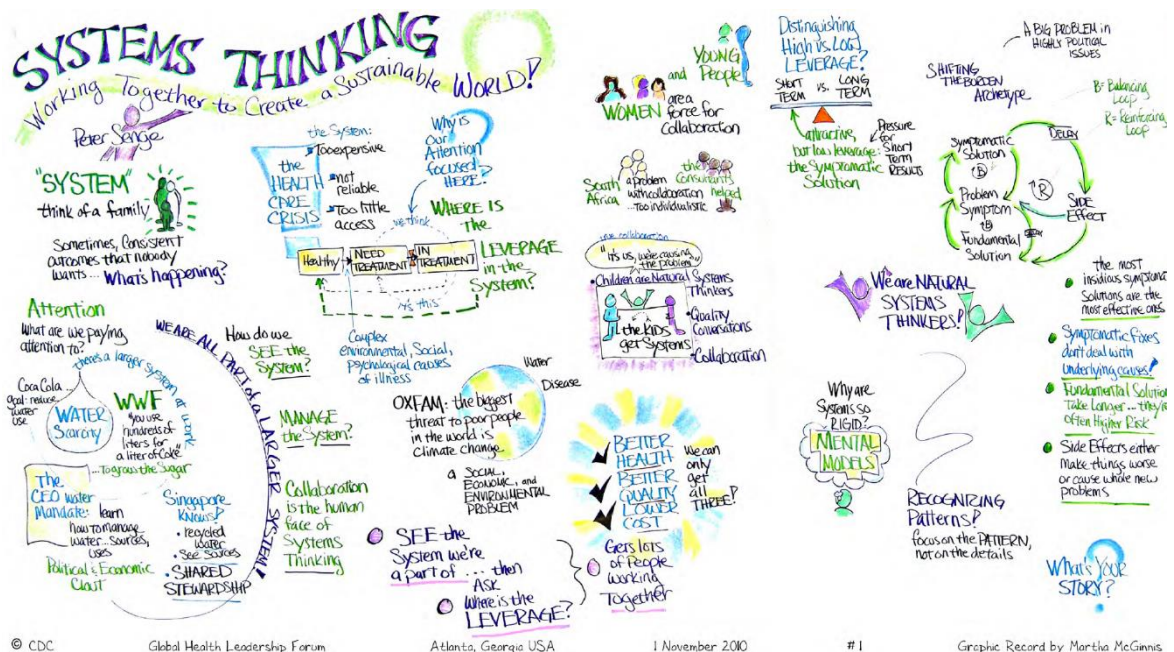 SYSTEMS THINKING
Working Together to Create a Sustainable WORLD!
Peter Senge
"SYSTEM"
think of a family
Sometimes, Consistent
outcomes that nobody
wants... What's happening?
Attention
What are we paying
attention to?
there's a larger system at work
Coca Cola
goal: reduce
water
use
WATER
Scarcity
WWF
"you use
hundreds of
liters for
a liter of Coke"
...to grow the Sugar
The
CEO Water
Mandate: learn
how to manage
water... sources,
uses
Political & Economic
Clout
Singapore
KNOWS!
• recycled
water
• See Sources
• SHARED
STEWARDSHIP
WE ARE ALL PART OF A LARGER SYSTEM!
the HEALTH
CARE
CRISIS
the System:
Too expensive
not
reliable
Too little
access
Why is
our
Attention
focused
HERE?
we think
WHERE IS
the
LEVERAGE
in the
System?
Healthy
NEED
TREATMENT
IN
TREATMENT
it's this
Complex
environmental, Social,
psychological causes
of illness
How do we
SEE the
System?
MANAGE
the System?
Collaboration
is the human
face of
Systems
Thinking
Water
Disease
OXFAM: the biggest
threat to poor people
in the world is
climate change
a SOCIAL,
ECONOMIC, and
ENVIRONMENTAL
PROBLEM
SEE the
System we're
a part of... then
ASK
Where is the
LEVERAGE?
BETTER
HEALTH
BETTER
QUALITY
LOWER
COST
We can
only
get
all
THREE!
Gets lots
of People
working
together
YOUNG
and People
WOMEN are a
force for
Collaboration
South
Africa
a problem
with collaboration
...too individualistic
the
Consultants
helped
true collaboration
"It's us, we're causing
the problem"
• Children are Natural Systems
Thinkers
the KIDS
get Systems
• Quality
Conversations
• Collaboration
Distinguishing
High vs. LOW
LEVERAGE?
SHORT
TERM vs. LONG
TERM
attractive,
but low leverage:
the Symptomatic
Solution
Pressure
for
Short
Term
RESULTS
A BIG PROBLEM IN
HIGHLY POLITICAL
ISSUES
SHIFTING
THE BURDEN
Archetype
B= Balancing
Loop
R= Reinforcing
Loop
Symptomatic
Solution
B
DELAY
R
Problem
Symptom
B
Fundamental
Solution
SIDE
EFFECT
We are NATURAL
SYSTEMS
THINKERS!
Why are
Systems so
RIGID?
MENTAL
MODELS
RECOGNIZING
Patterns!
focus on the PATTERN,
not on the details
The most
insidious symptomatic
Solutions are the
most effective ones
Symptomatic fixes
don't deal with
underlying causes!
Fundamental Solutions
Take Longer... they're
often Higher Risk
Side Effects either
make things worse
or cause whole new
problems
What's YOUR
STORY?
© CDC Global Health Leadership Forum Atlanta, Georgia USA 1 November 2010 #1 Graphic Record by Martha McGinnis